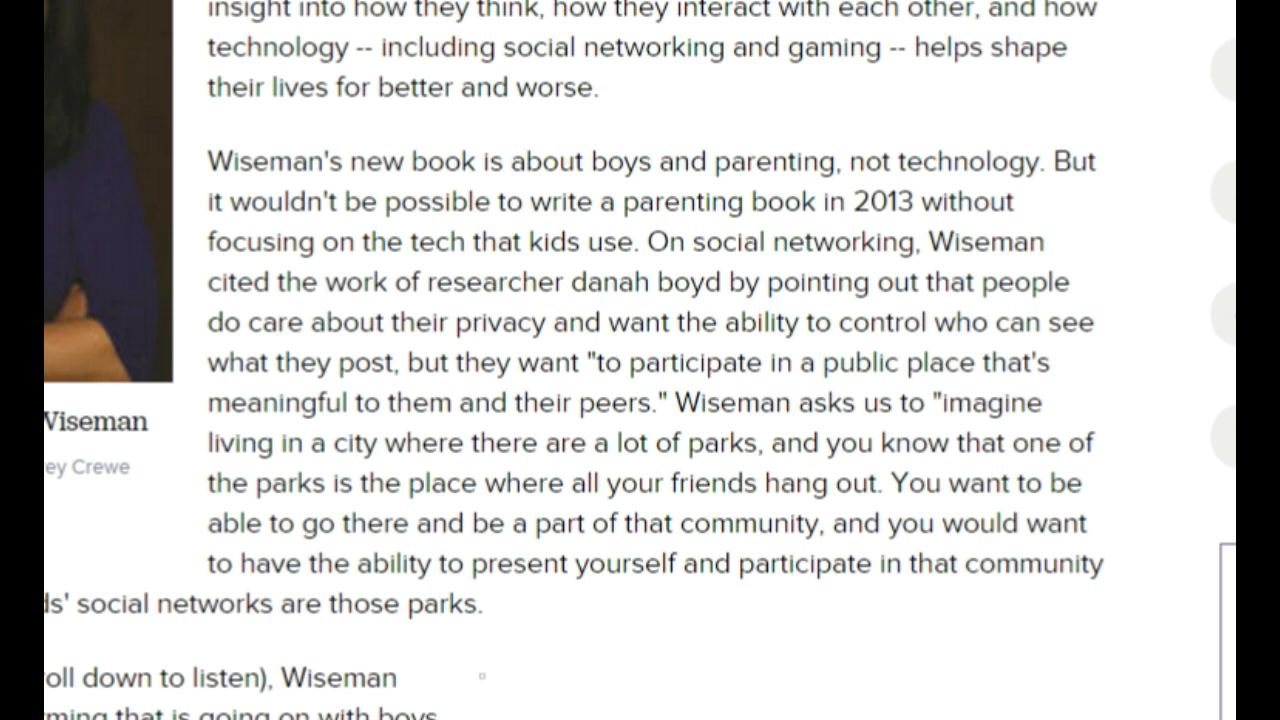 insight into how they think, how they interact with each other, and how
technology -- including social networking and gaming -- helps shape
their lives for better and worse.
Wiseman's new book is about boys and parenting, not technology. But
it wouldn't be possible to write a parenting book in 2013 without
focusing on the tech that kids use. On social networking, Wiseman
cited the work of researcher danah boyd by pointing out that people
do care about their privacy and want the ability to control who can see
what they post, but they want "to participate in a public place that's
meaningful to them and their peers." Wiseman asks us to "imagine
living in a city where there are a lot of parks, and you know that one of
the parks is the place where all your friends hang out. You want to be
able to go there and be a part of that community, and you would want
to have the ability to present yourself and participate in that community
ds' social networks are those parks.
Wiseman
ey Crewe
oll down to listen), Wiseman
ming that is going on with boys